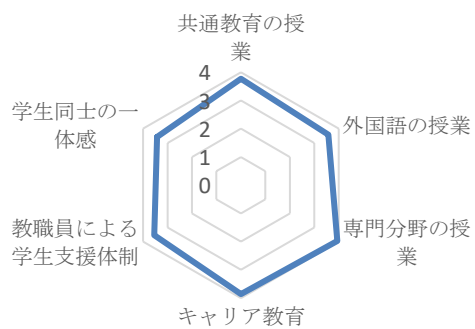 共通教育の授
業
外国語の授業
専門分野の授
業
キャリア教育
教職員による
学生支援体制
学生同士の一
体感
4
3
2
1
0